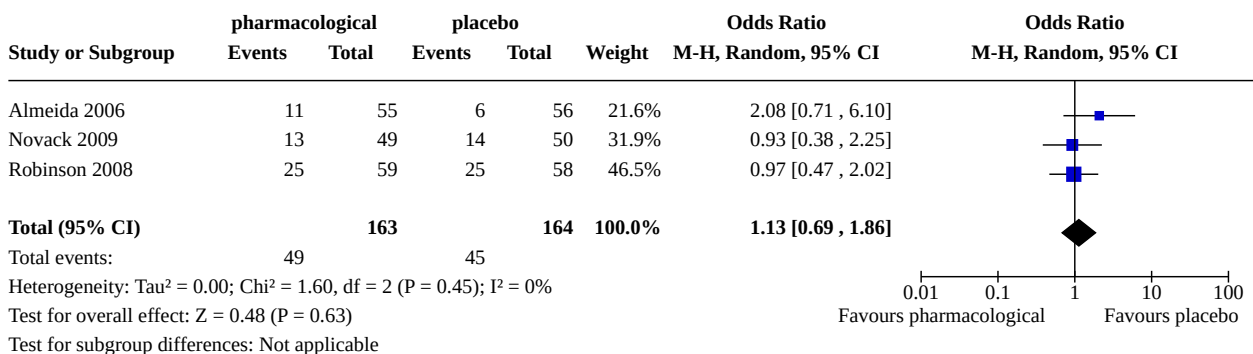 pharmacological placebo Odds Ratio Odds Ratio
Study or Subgroup Events Total Events Total Weight M-H, Random, 95% CI M-H, Random, 95% CI
Almeida 2006 11 55 6 56 21.6% 2.08 [0.71 , 6.10]
Novack 2009 13 49 14 50 31.9% 0.93 [0.38 , 2.25]
Robinson 2008 25 59 25 58 46.5% 0.97 [0.47 , 2.02]
Total (95% CI) 163 164 100.0% 1.13 [0.69 , 1.86]
Total events: 49 45
Heterogeneity: Tau² = 0.00; Chi² = 1.60, df = 2 (P = 0.45); I² = 0%
0.01 0.1 1 10 100
Test for overall effect: Z = 0.48 (P = 0.63) Favours pharmacological Favours placebo
Test for subgroup differences: Not applicable